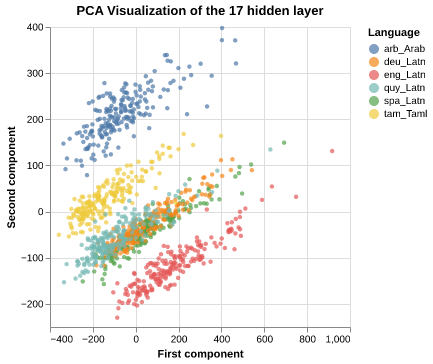 PCA Visualization of the 17 hidden layer
Language
arb_Arab
deu_Latn
eng_Latn
quy_Latn
spa_Latn
tam_Taml
Second component
400
300
200
100
0
−100
−200
−400 −200 0 200 400 600 800 1,000
First component